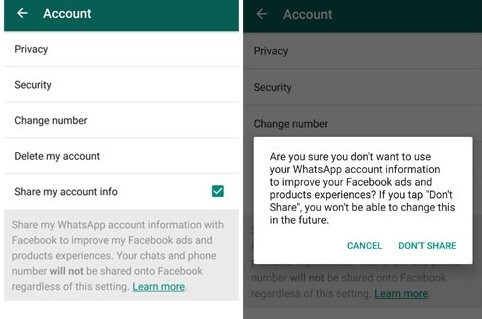 Account
Privacy
Security
Change number
Delete my account
Share my account info
Share my WhatsApp account information with
Facebook to improve my Facebook ads and
products experiences. Your chats and phone
number will not be shared onto Facebook
regardless of this setting. Learn more.
Account
Privacy
Security
Change number
Are you sure you don't want to use
your WhatsApp account information
to improve your Facebook ads and
products experiences? If you tap "Don't
Share", you won't be able to change this
in the future.
CANCEL DON'T SHARE
number will not be shared onto Facebook
regardless of this setting. Learn more.